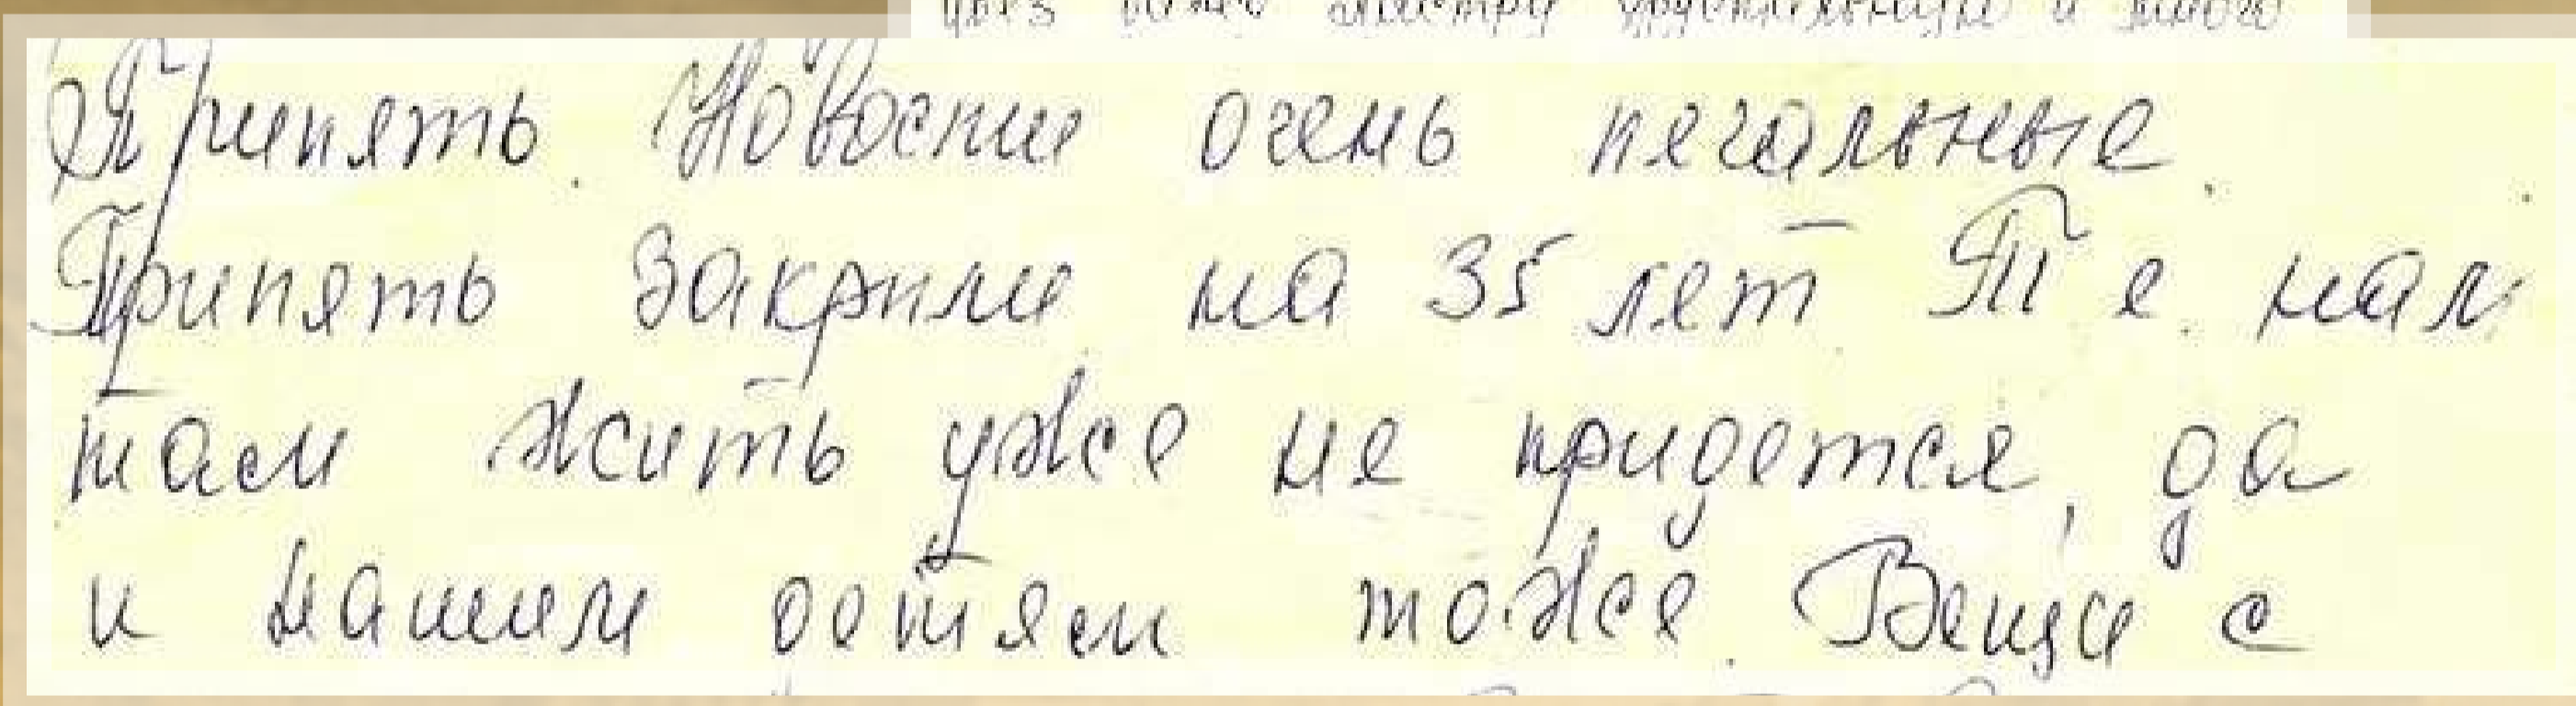 Припять. Новости очень печальные.
Припять закрыли на 35 лет. Т.е. нам
там жить уже не придется, да
и нашим детям тоже. Вещи с